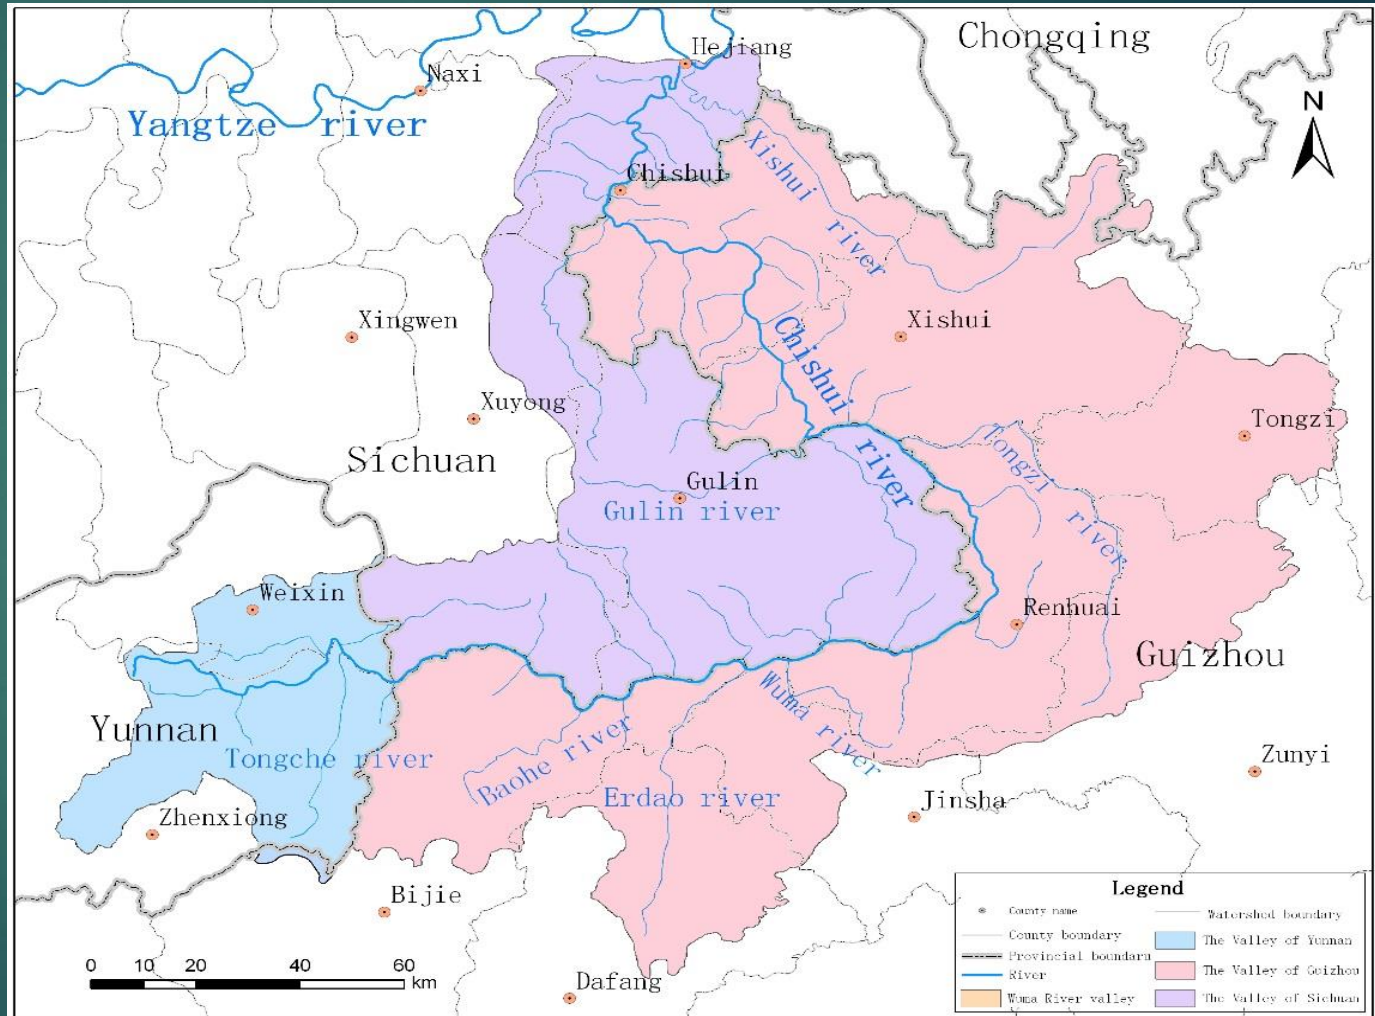 Chongqing
Hejiang
Naxi
Yangtze river
N
Xishui river
Chishui
Xingwen
Xishui
Chishui river
Xuyong
Tongzi
Sichuan
Tongzi river
Gulin
Gulin river
Weixin
Renhuai
Guizhou
Yunnan
Wuma river
Tongche river
Baohe river
Erdao river
Zunyi
Zhenxiong
Jinsha
Bijie
Dafang
0 10 20 40 60
km
Legend
County name
County boundary
Provincial boundary
River
Wuma River valley
Watershed boundary
The Valley of Yunnan
The Valley of Guizhou
The Valley of Sichuan